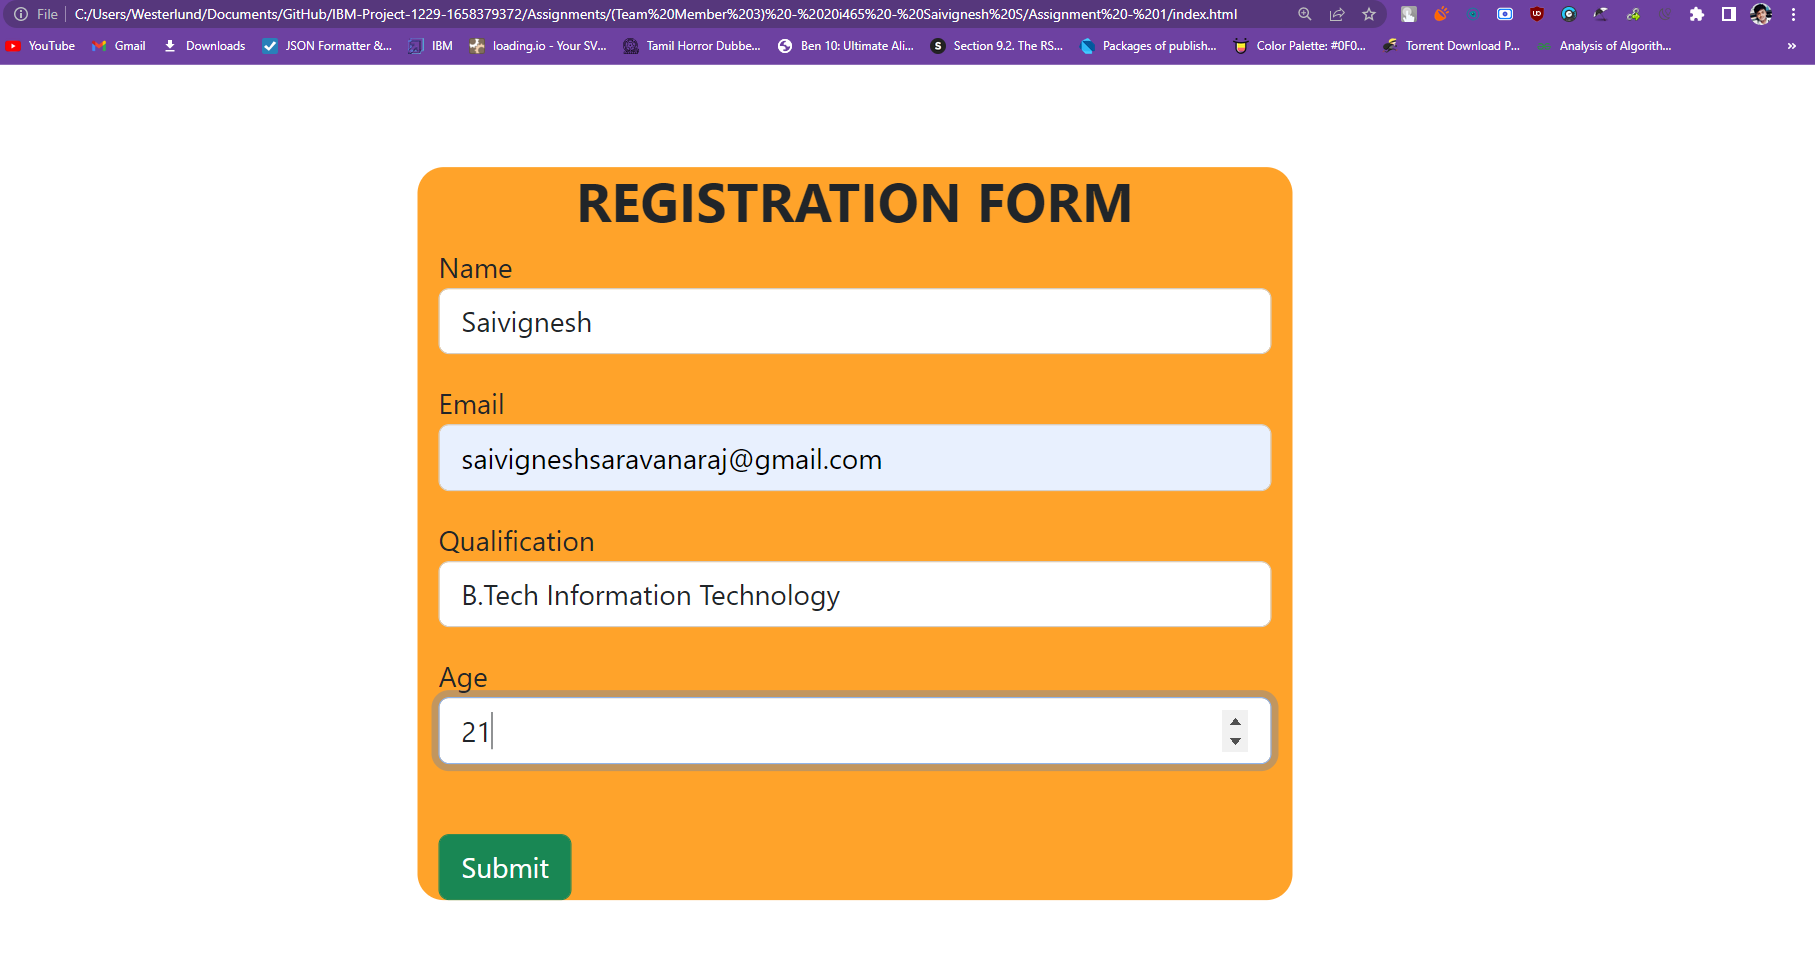 File C:/Users/Westerlund/Documents/GitHub/IBM-Project-1229-1658379372/Assignments/(Team%20Member%203)%20-%2020i465%20-%20Saivignesh%20S/Assignment%20-%201/index.html
YouTube Gmail Downloads JSON Formatter &... IBM loading.io - Your SV... Tamil Horror Dubbe... Ben 10: Ultimate Ali... Section 9.2. The RS... Packages of publish... Color Palette: #0F0... Torrent Download P... Analysis of Algorith... »
REGISTRATION FORM
Name
Saivignesh
Email
saivigneshsaravanaraj@gmail.com
Qualification
B.Tech Information Technology
Age
21
Submit